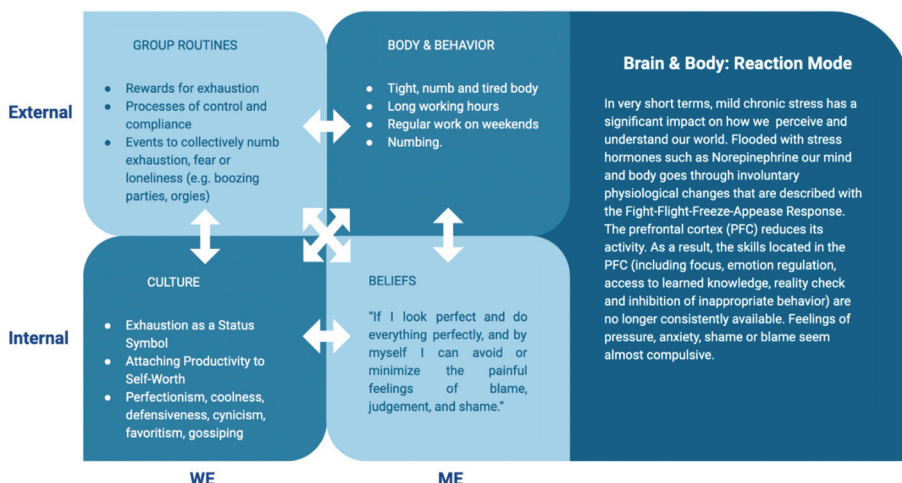 External
GROUP ROUTINES
• Rewards for exhaustion
• Processes of control and
compliance
• Events to collectively numb
exhaustion, fear or
loneliness (e.g. boozing
parties, orgies)
BODY & BEHAVIOR
• Tight, numb and tired body
• Long working hours
• Regular work on weekends
• Numbing.
Internal
CULTURE
• Exhaustion as a Status
Symbol
• Attaching Productivity to
Self-Worth
• Perfectionism, coolness,
defensiveness, cynicism,
favoritism, gossiping
BELIEFS
“If I look perfect and do
everything perfectly, and by
myself I can avoid or
minimize the painful
feelings of blame,
judgement, and shame.”
WE
ME
Brain & Body: Reaction Mode
In very short terms, mild chronic stress has a
significant impact on how we perceive and
understand our world. Flooded with stress
hormones such as Norepinephrine our mind
and body goes through involuntary
physiological changes that are described with
the Fight-Flight-Freeze-Appease Response.
The prefrontal cortex (PFC) reduces its
activity. As a result, the skills located in the
PFC (including focus, emotion regulation,
access to learned knowledge, reality check
and inhibition of inappropriate behavior) are
no longer consistently available. Feelings of
pressure, anxiety, shame or blame seem
almost compulsive.